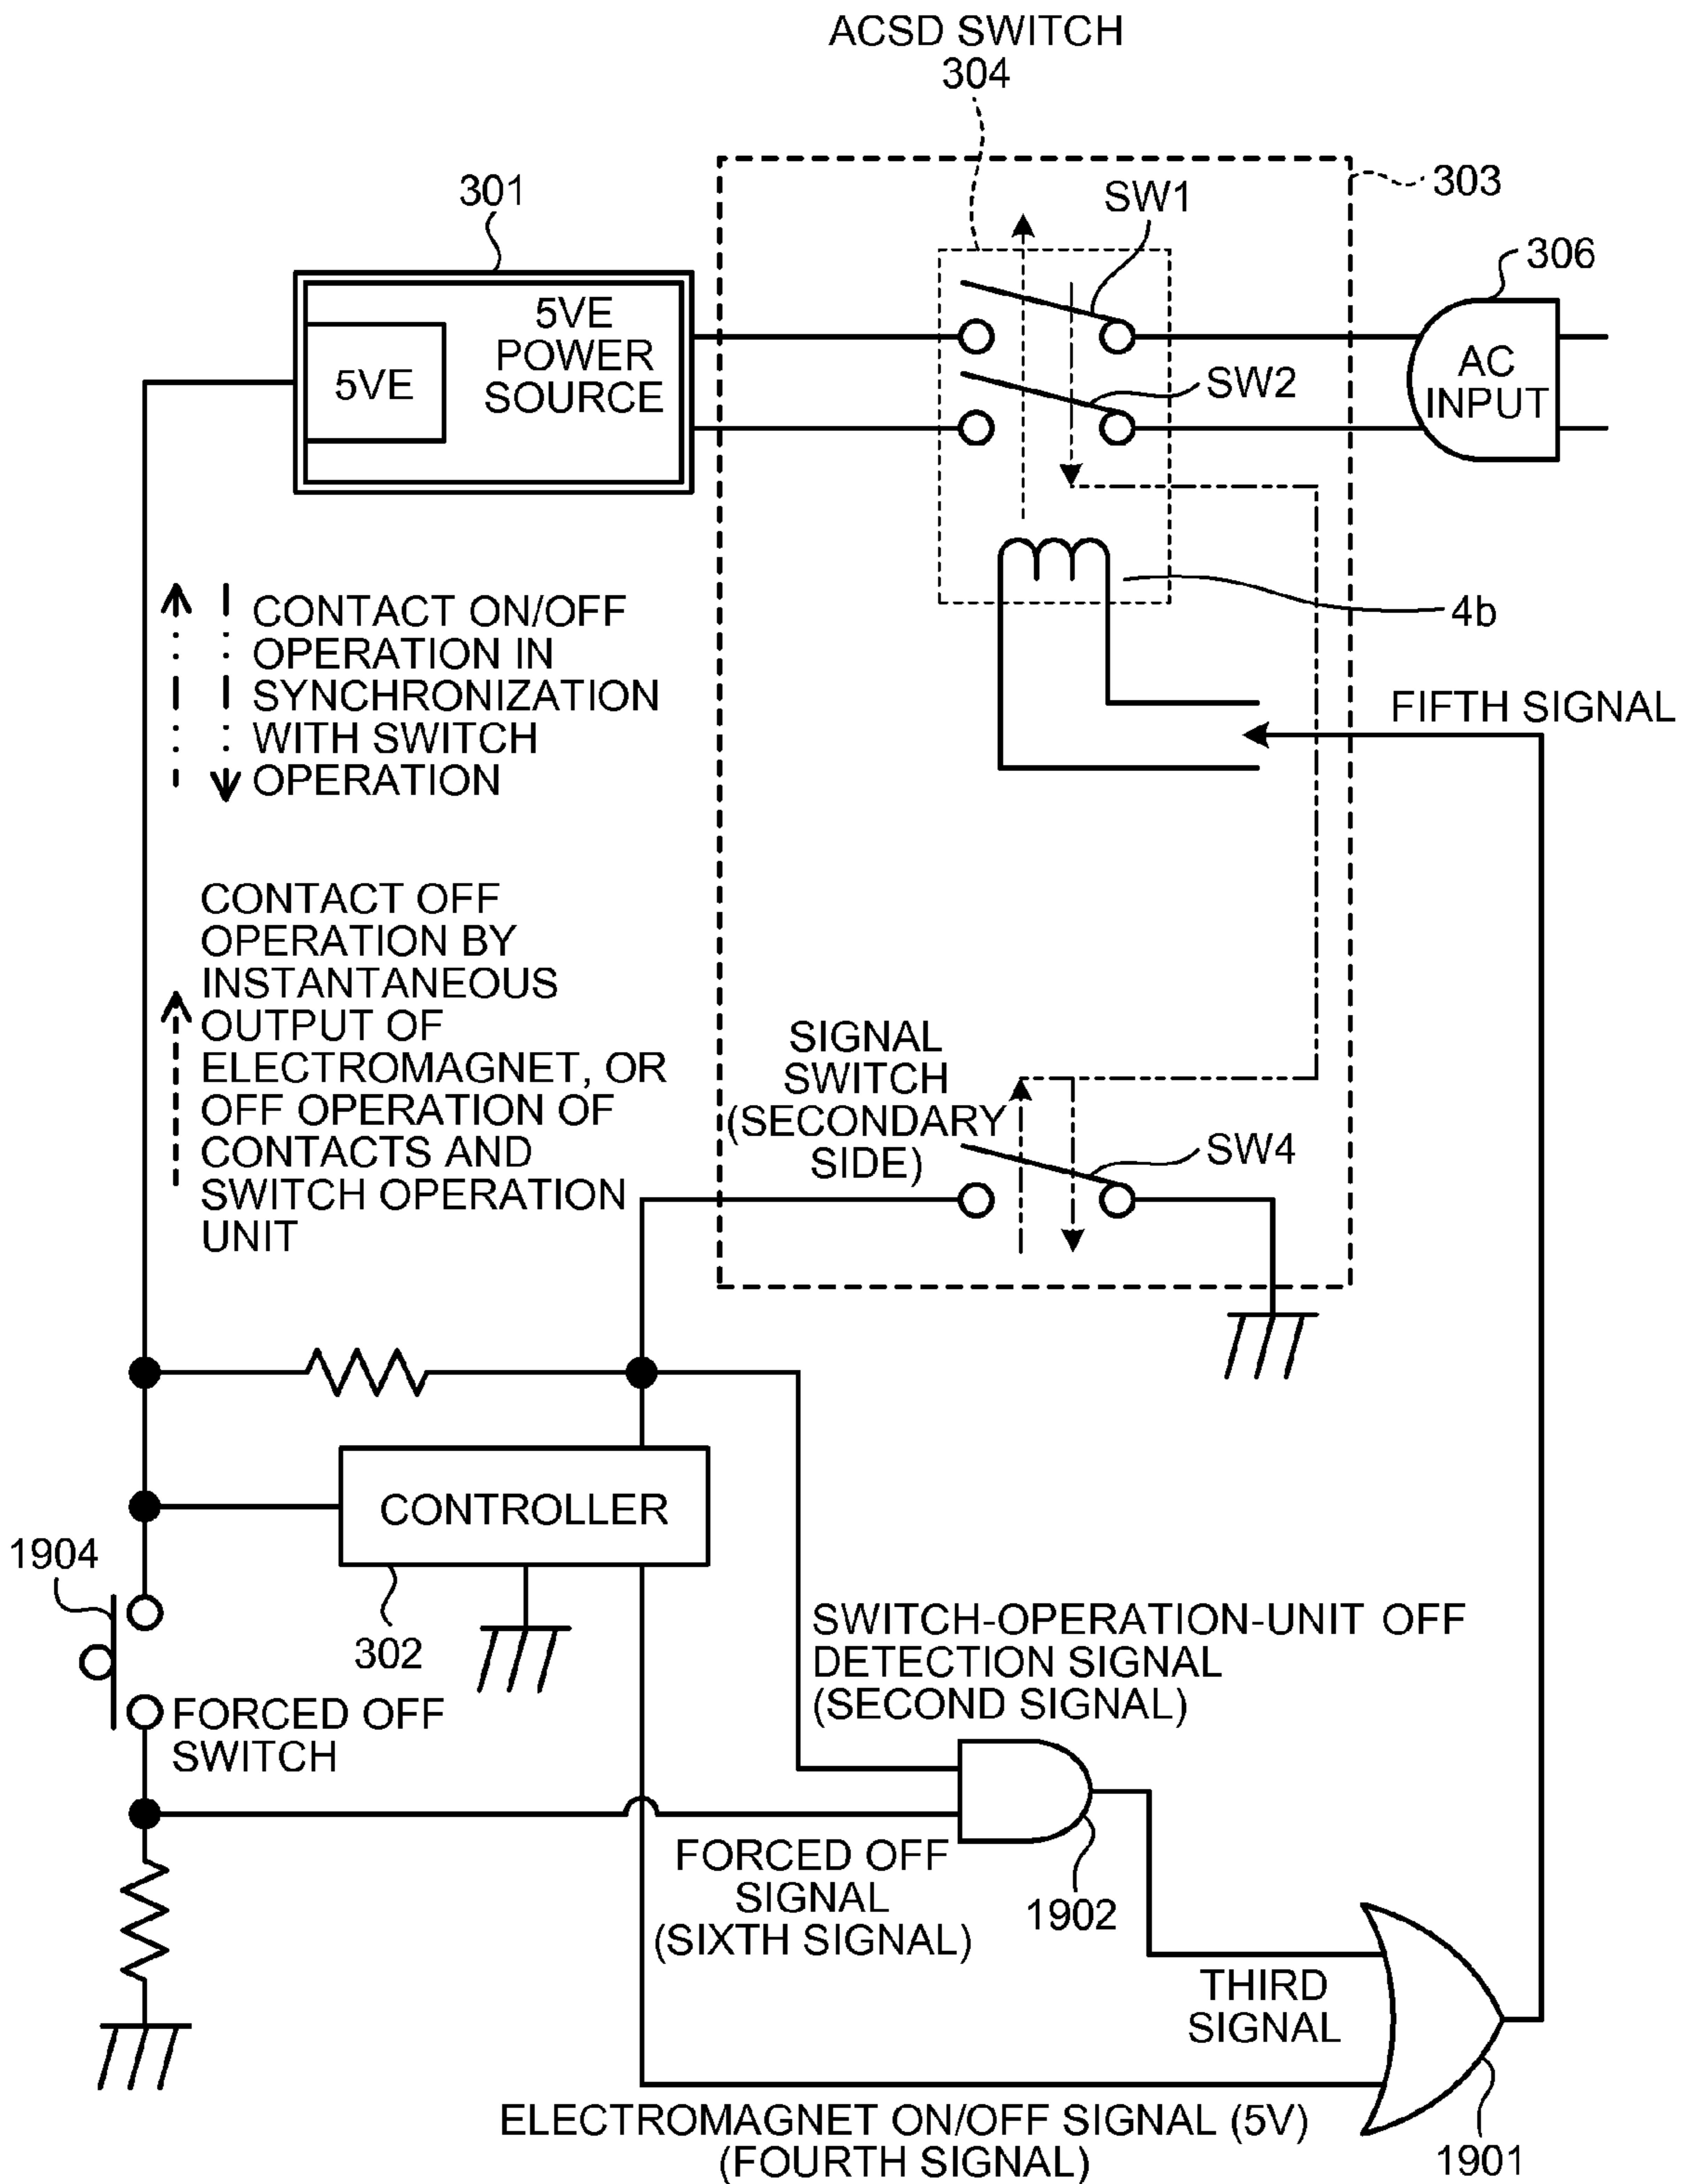 ACSD SWITCH
304
301
SW1
303
306
5VE
POWER
SOURCE
5VE
SW2
AC
INPUT
4b
CONTACT ON/OFF
OPERATION IN
SYNCHRONIZATION
WITH SWITCH
OPERATION
FIFTH SIGNAL
CONTACT OFF
OPERATION BY
INSTANTANEOUS
OUTPUT OF
ELECTROMAGNET, OR
OFF OPERATION OF
CONTACTS AND
SWITCH OPERATION
UNIT
SIGNAL
SWITCH
(SECONDARY
SIDE)
SW4
CONTROLLER
1904
302
FORCED OFF
SWITCH
SWITCH-OPERATION-UNIT OFF
DETECTION SIGNAL
(SECOND SIGNAL)
FORCED OFF
SIGNAL
(SIXTH SIGNAL)
1902
THIRD
SIGNAL
ELECTROMAGNET ON/OFF SIGNAL (5V)
(FOURTH SIGNAL)
1901